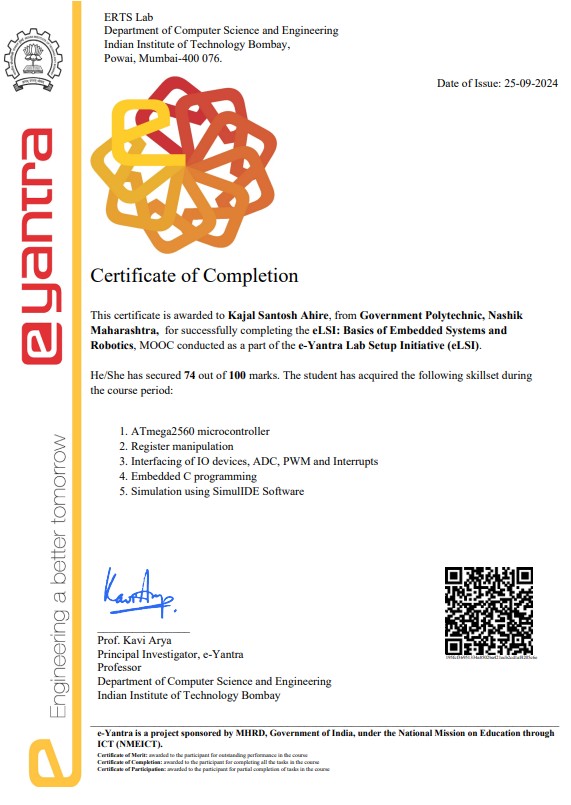 ERTS Lab
Department of Computer Science and Engineering
Indian Institute of Technology Bombay,
Powai, Mumbai-400 076.
Date of Issue: 25-09-2024
e yantra
Engineering a better tomorrow
Certificate of Completion
This certificate is awarded to Kajal Santosh Ahire, from Government Polytechnic, Nashik
Maharashtra, for successfully completing the eLSI: Basics of Embedded Systems and
Robotics, MOOC conducted as a part of the e-Yantra Lab Setup Initiative (eLSI).
He/She has secured 74 out of 100 marks. The student has acquired the following skillset during
the course period:
1. ATmega2560 microcontroller
2. Register manipulation
3. Interfacing of IO devices, ADC, PWM and Interrupts
4. Embedded C programming
5. Simulation using SimulIDE Software
Prof. Kavi Arya
Principal Investigator, e-Yantra
Professor
Department of Computer Science and Engineering
Indian Institute of Technology Bombay
e-Yantra is a project sponsored by MHRD, Government of India, under the National Mission on Education through
ICT (NMEICT).
Certificate of Merit: awarded to the participant for outstanding performance in the course
Certificate of Completion: awarded to the participant for completing all the tasks in the course
Certificate of Participation: awarded to the participant for partial completion of tasks in the course